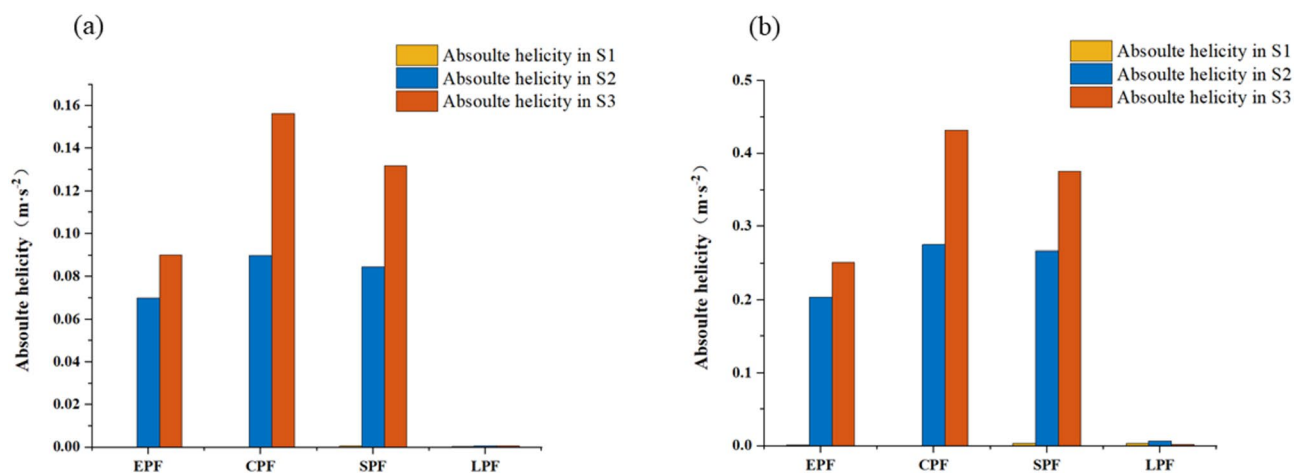 (a)
Absoulte helicity in S1
Absoulte helicity in S2
Absoulte helicity in S3
Absoulte helicity（m·s-2）
0.16
0.14
0.12
0.10
0.08
0.06
0.04
0.02
0.00
EPF CPF SPF LPF
(b)
Absoulte helicity in S1
Absoulte helicity in S2
Absoulte helicity in S3
Absoulte helicity（m·s-2）
0.5
0.4
0.3
0.2
0.1
0.0
EPF CPF SPF LPF